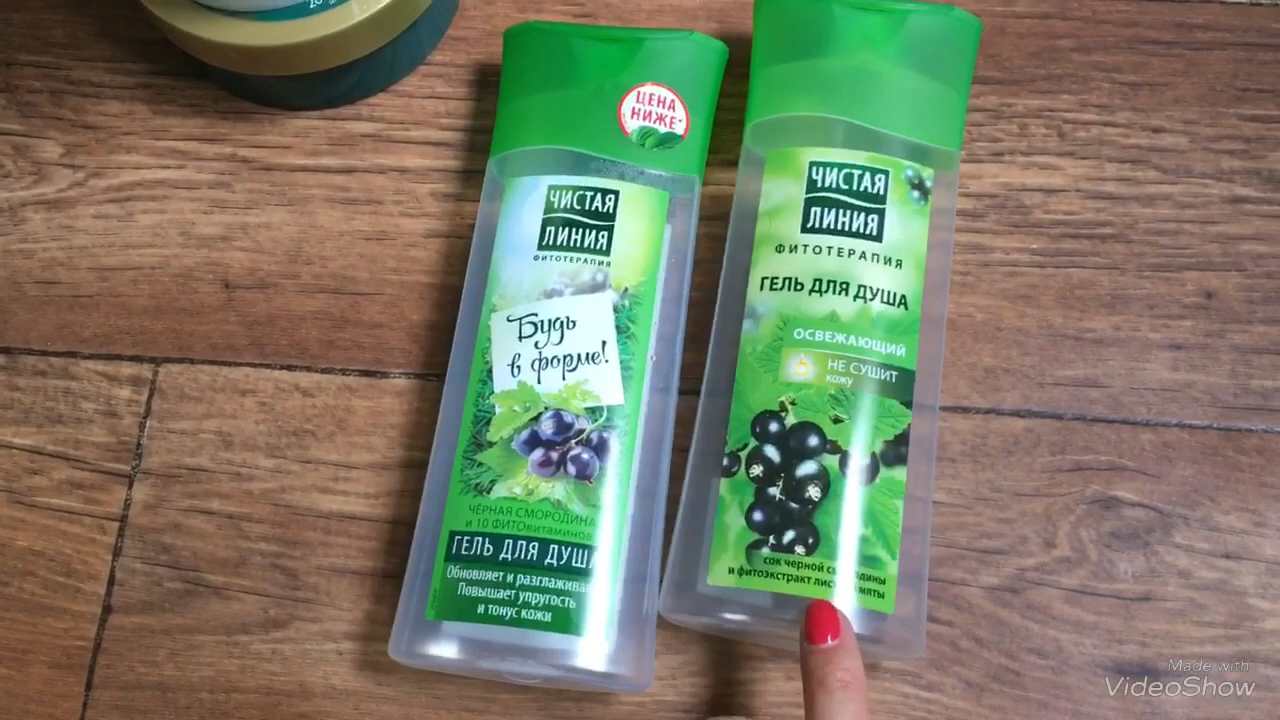 20
ЦЕНА
НИЖЕ*
ЧИСТАЯ
ЛИНИЯ
ФИТОТЕРАПИЯ
Будь
в форме!
ЧЁРНАЯ СМОРОДИНА
и 10 ФИТОвитаминов
ГЕЛЬ ДЛЯ ДУША
Обновляет и разглаживает
Повышает упругость
и тонус кожи
ЧИСТАЯ
ЛИНИЯ
ФИТОТЕРАПИЯ
ГЕЛЬ ДЛЯ ДУША
ОСВЕЖАЮЩИЙ
5 НЕ СУШИТ
кожу
сок черной смородины
и фитоэкстракт листьев мяты
Made with
VideoShow